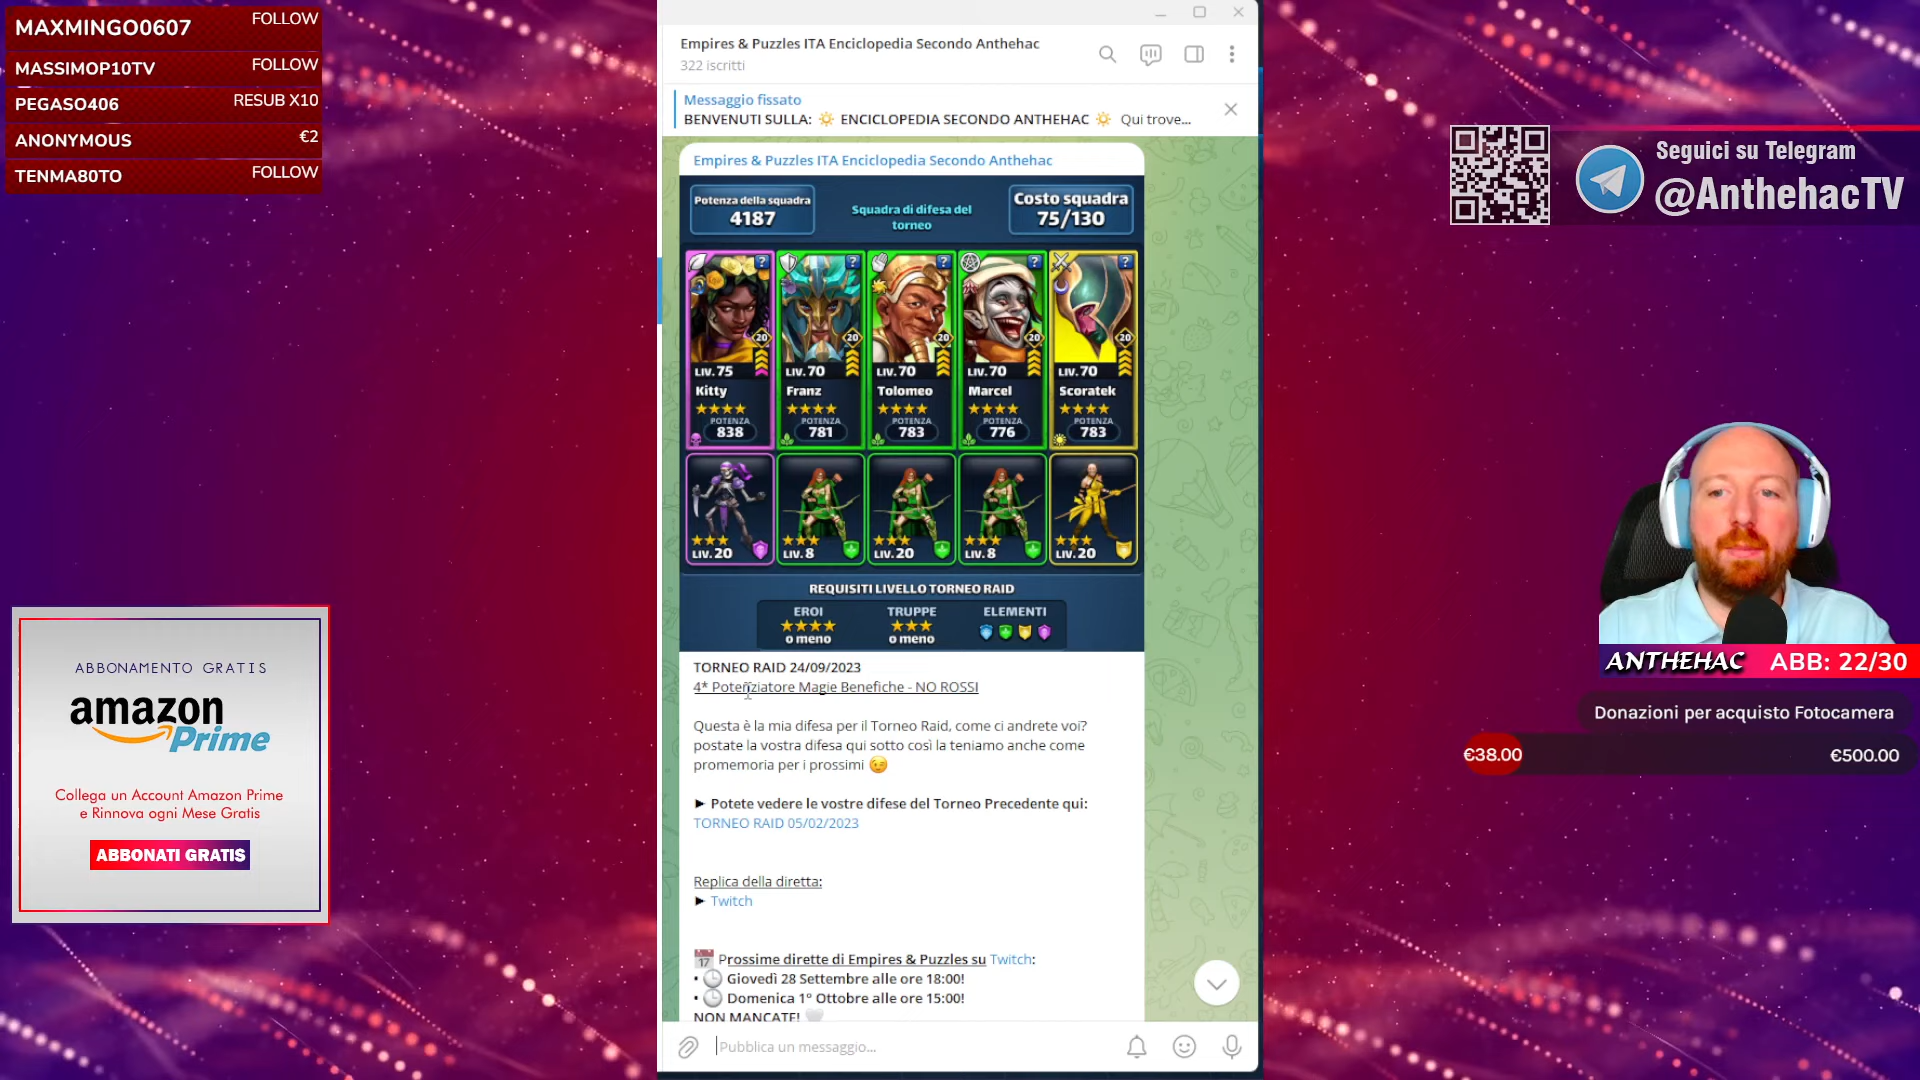 MAXMINGO0607 FOLLOW
MASSIMOP10TV FOLLOW
PEGASO406 RESUB X10
ANONYMOUS €2
TENMA80TO FOLLOW
ABBONAMENTO GRATIS
amazon
Prime
Collega un Account Amazon Prime
e Rinnova ogni Mese Gratis
ABBONATI GRATIS
Empires & Puzzles ITA Enciclopedia Secondo Anthehac
322 iscritti
Messaggio fissato
BENVENUTI SULLA: ☀️ ENCICLOPEDIA SECONDO ANTHEHAC ☀️ Qui trove...
Empires & Puzzles ITA Enciclopedia Secondo Anthehac
Potenza della squadra
4187
Squadra di difesa del
torneo
Costo squadra
75/130
? ? ? ? ?
20 20 20 20 20
LIV. 75 LIV. 70 LIV. 70 LIV. 70 LIV. 70
Kitty Franz Tolomeo Marcel Scoratek
POTENZA POTENZA POTENZA POTENZA POTENZA
838 781 783 776 783
LIV. 20 LIV. 8 LIV. 20 LIV. 8 LIV. 20
REQUISITI LIVELLO TORNEO RAID
EROI TRUPPE ELEMENTI
o meno o meno
TORNEO RAID 24/09/2023
4* Potenziatore Magie Benefiche - NO ROSSI
Questa è la mia difesa per il Torneo Raid, come ci andrete voi?
postate la vostra difesa qui sotto così la teniamo anche come
promemoria per i prossimi 😉
► Potete vedere le vostre difese del Torneo Precedente qui:
TORNEO RAID 05/02/2023
Replica della diretta:
► Twitch
📅 Prossime dirette di Empires & Puzzles su Twitch:
• 🕒 Giovedì 28 Settembre alle ore 18:00!
• 🕒 Domenica 1° Ottobre alle ore 15:00!
NON MANCATE!
Pubblica un messaggio...
Seguici su Telegram
@AnthehacTV
ANTHEHAC ABB: 22/30
Donazioni per acquisto Fotocamera
€38.00 €500.00